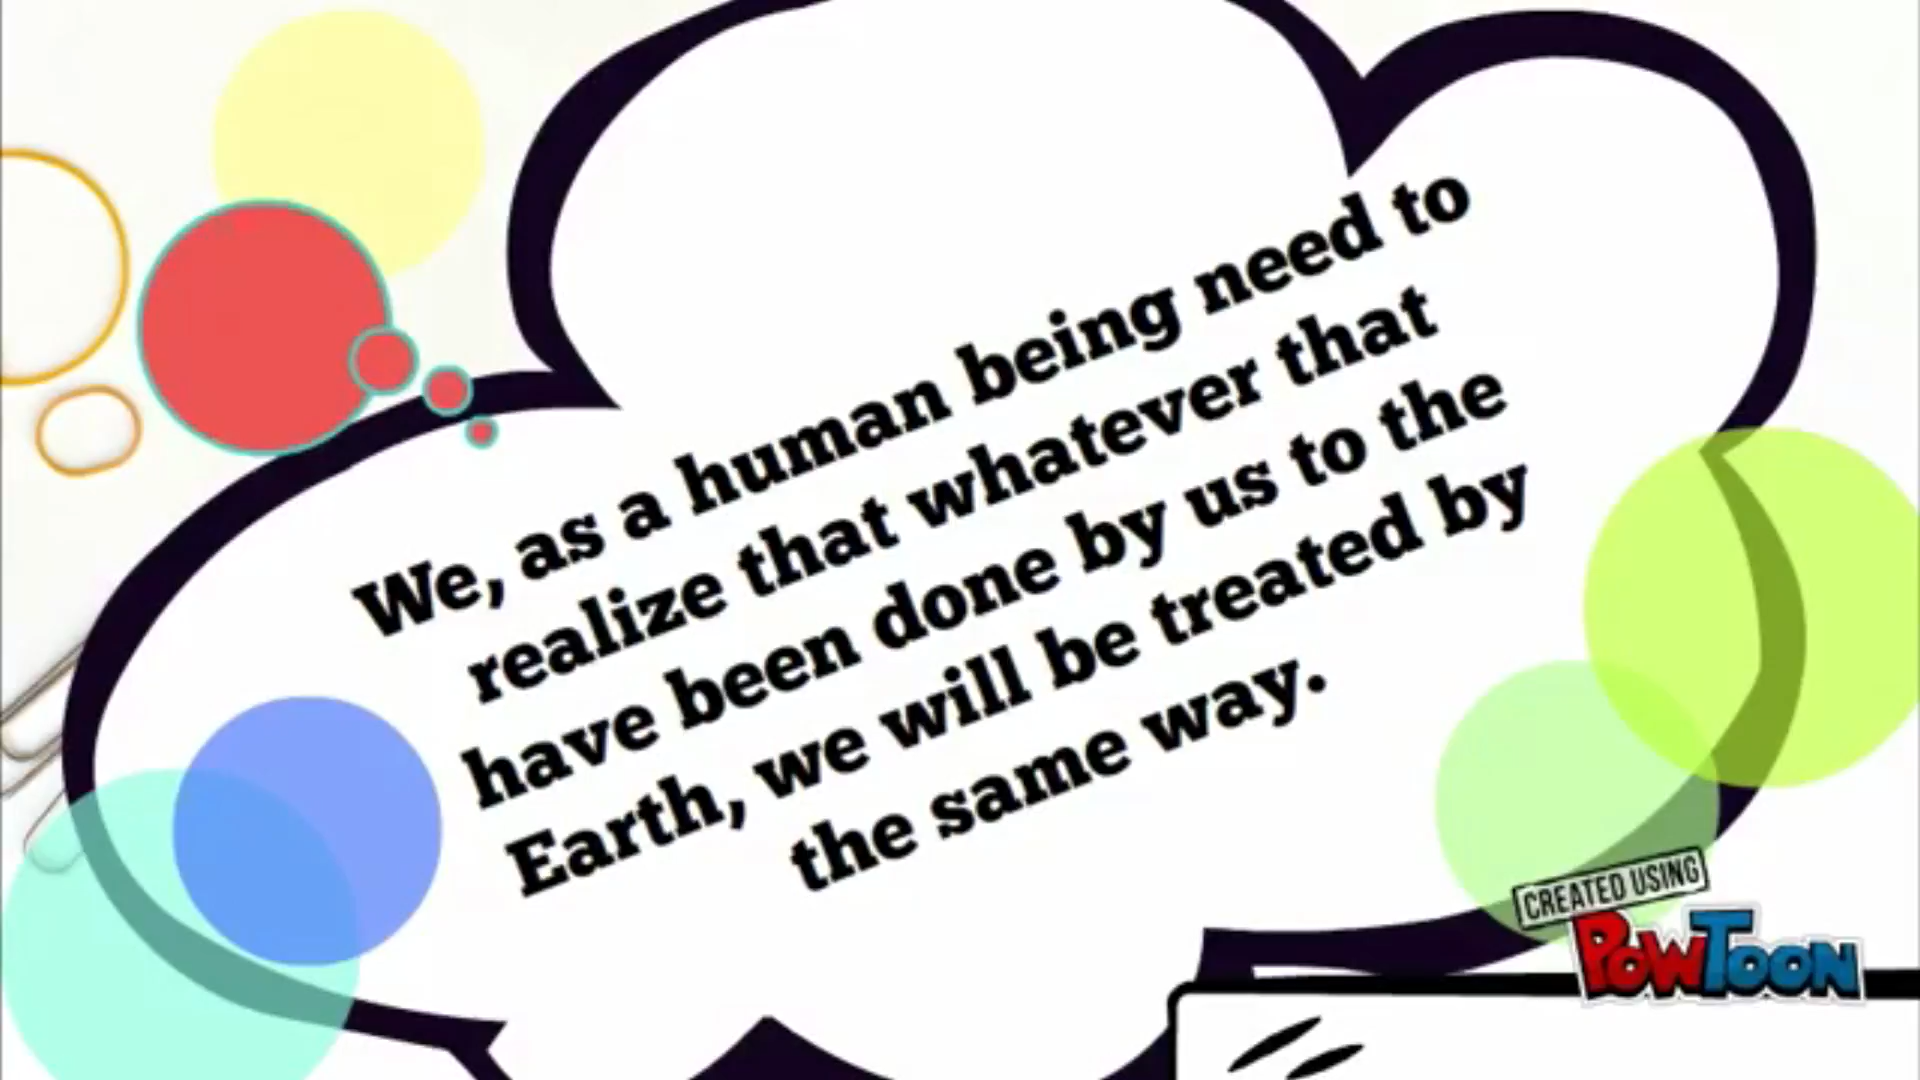 We, as a human being need to
realize that whatever that
have been done by us to the
Earth, we will be treated by
the same way.
CREATED USING
POWTOON